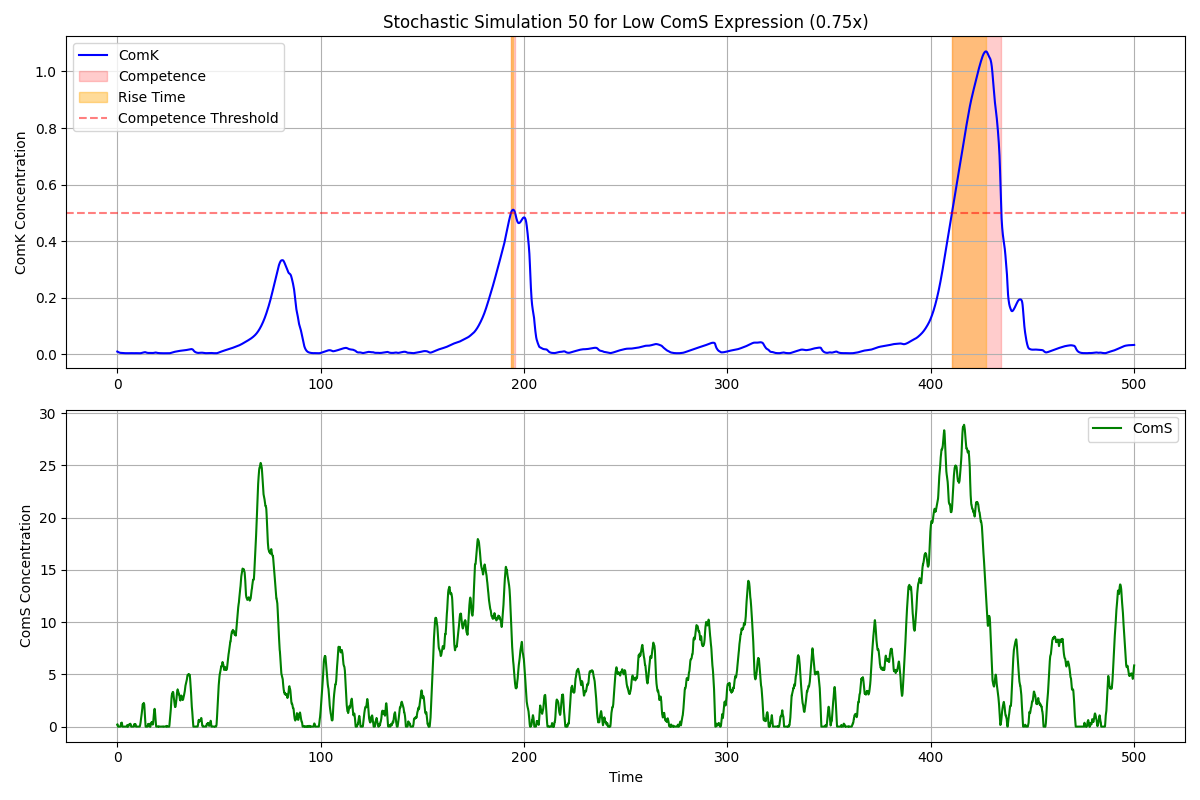 Stochastic Simulation 50 for Low ComS Expression (0.75x)
ComK
Competence
Rise Time
Competence Threshold
ComK Concentration
1.0
0.8
0.6
0.4
0.2
0.0
0 100 200 300 400 500
ComS
ComS Concentration
30
25
20
15
10
5
0
0 100 200 300 400 500
Time